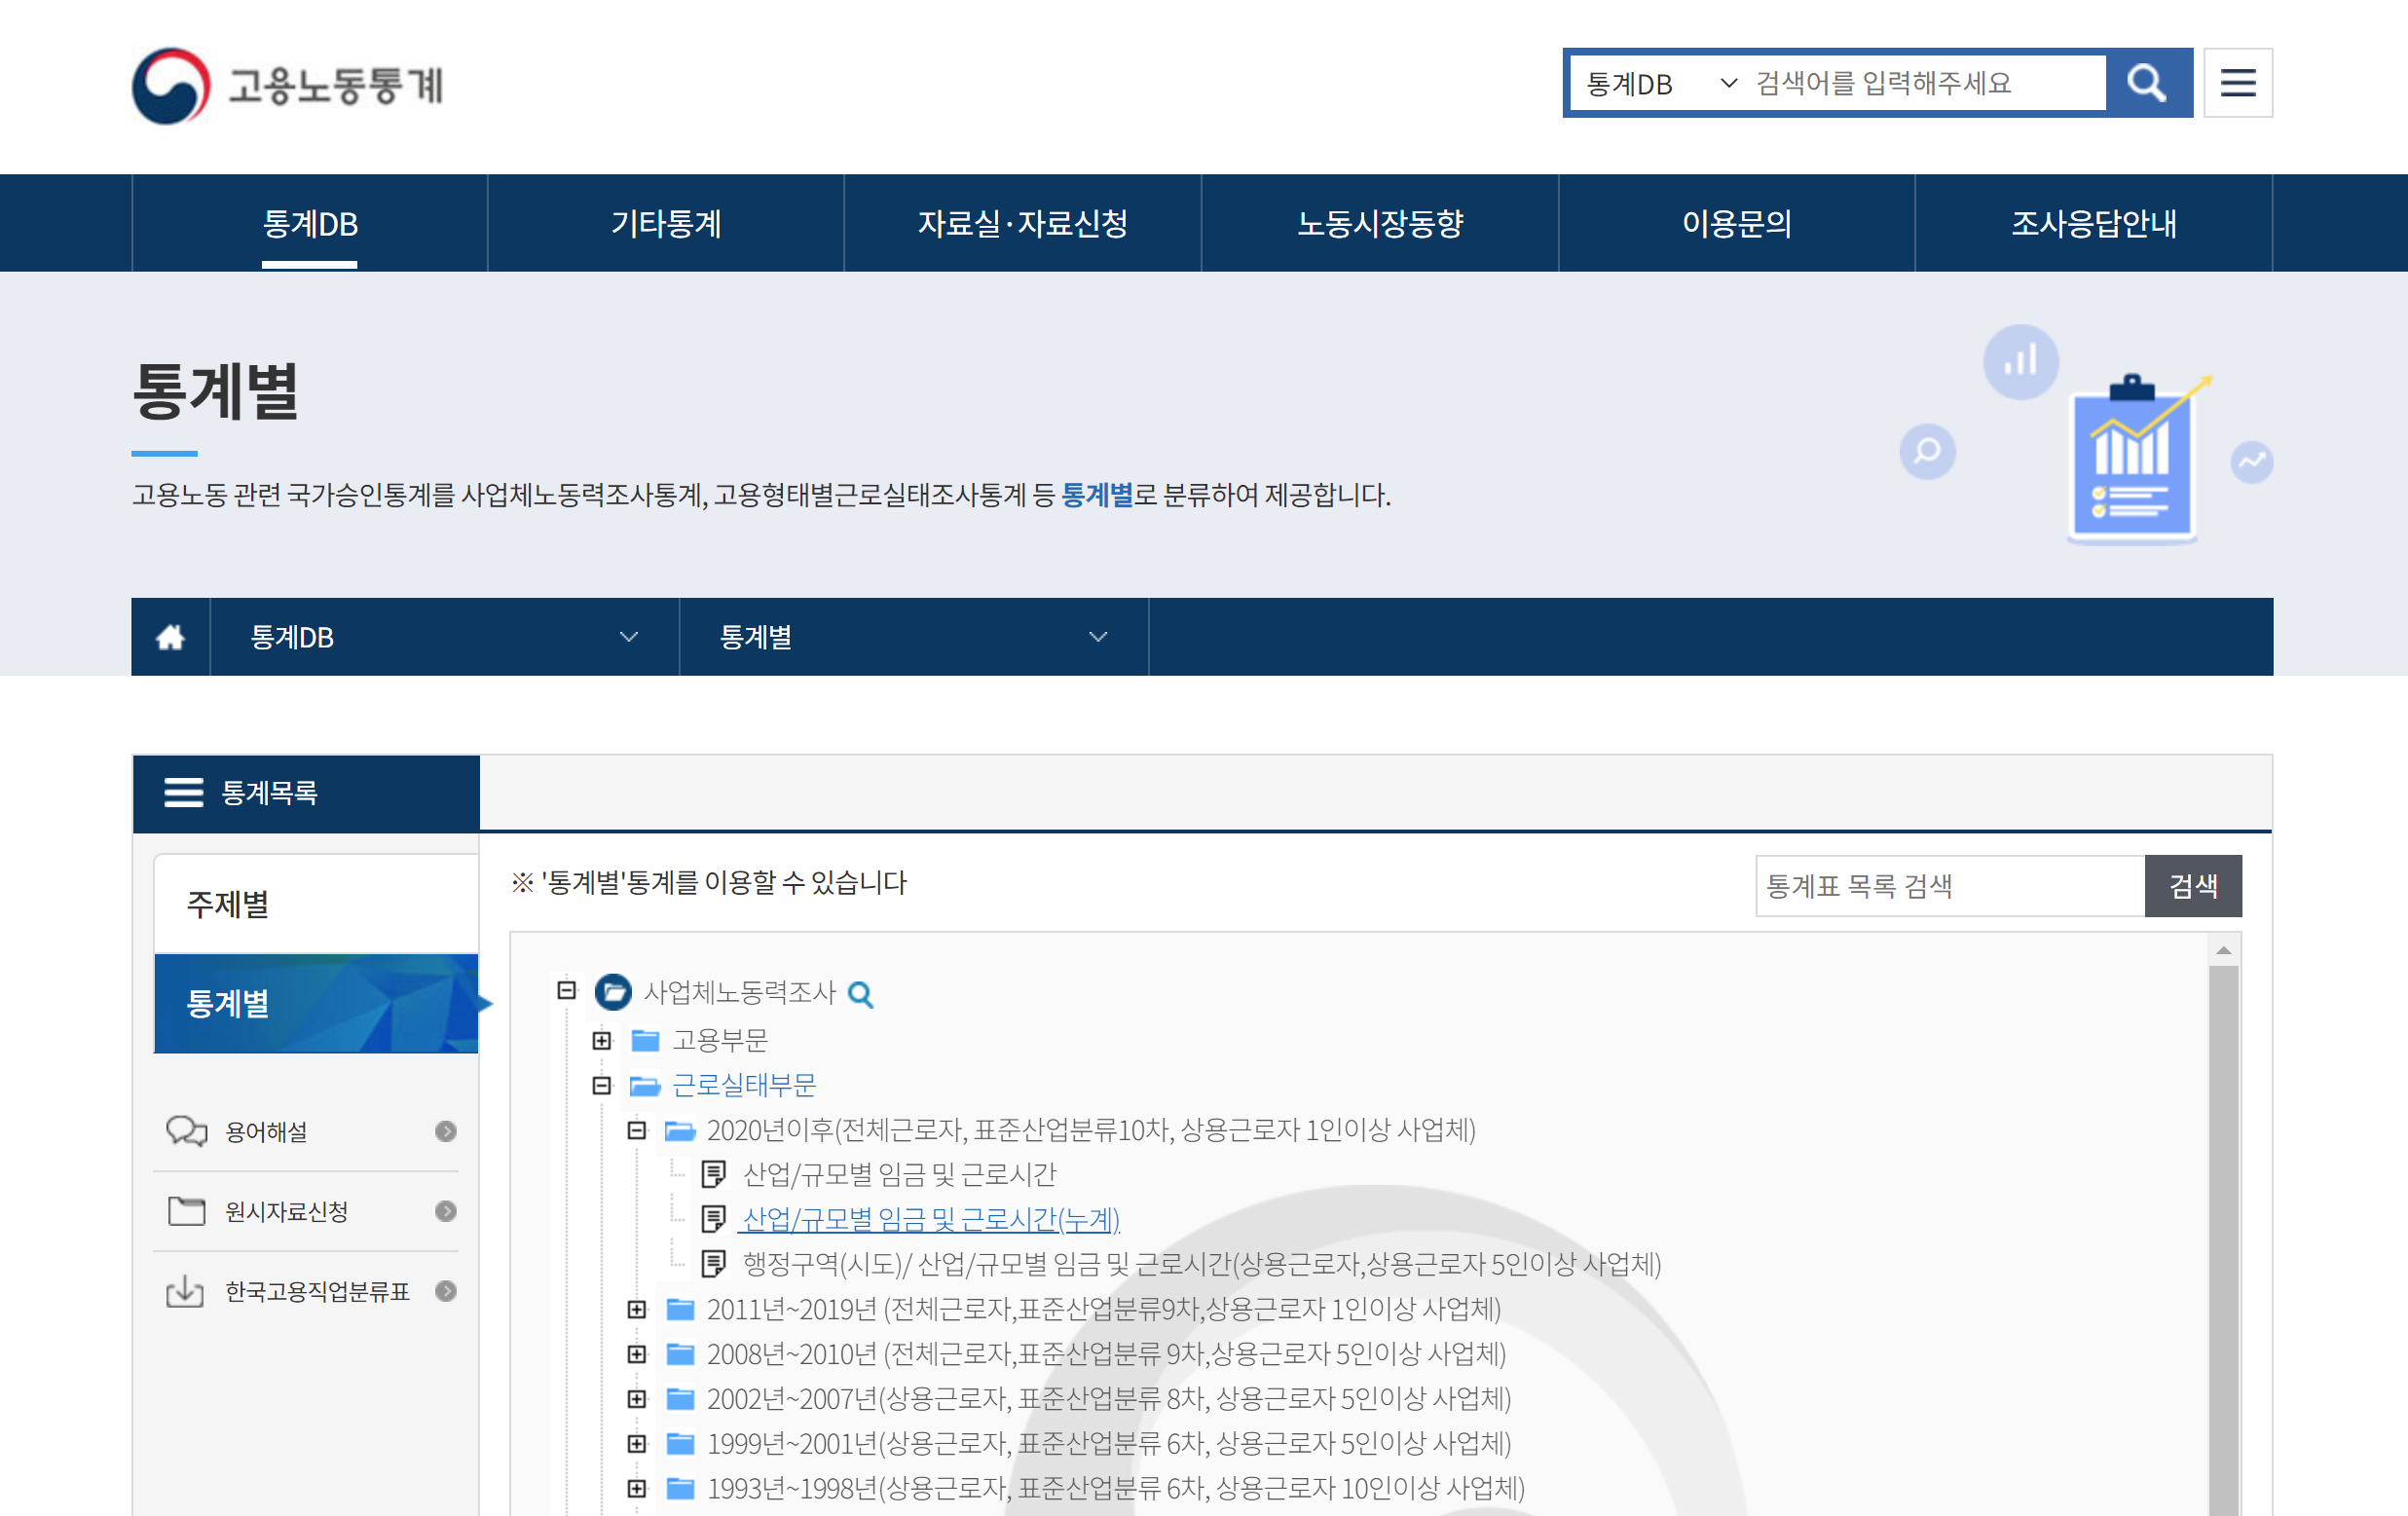 고용노동통계
통계DB 검색어를 입력해주세요
통계DB 기타통계 자료실·자료신청 노동시장동향 이용문의 조사응답안내
통계별
고용노동 관련 국가승인통계를 사업체노동력조사통계, 고용형태별근로실태조사통계 등 통계별로 분류하여 제공합니다.
통계DB 통계별
통계목록
주제별
통계별
용어해설
원시자료신청
한국고용직업분류표
※ '통계별'통계를 이용할 수 있습니다
통계표 목록 검색 검색
사업체노동력조사
고용부문
근로실태부문
2020년이후(전체근로자, 표준산업분류10차, 상용근로자 1인이상 사업체)
산업/규모별 임금 및 근로시간
산업/규모별 임금 및 근로시간(누계)
행정구역(시도)/ 산업/규모별 임금 및 근로시간(상용근로자,상용근로자 5인이상 사업체)
2011년~2019년 (전체근로자,표준산업분류9차,상용근로자 1인이상 사업체)
2008년~2010년 (전체근로자,표준산업분류 9차,상용근로자 5인이상 사업체)
2002년~2007년(상용근로자, 표준산업분류 8차, 상용근로자 5인이상 사업체)
1999년~2001년(상용근로자, 표준산업분류 6차, 상용근로자 5인이상 사업체)
1993년~1998년(상용근로자, 표준산업분류 6차, 상용근로자 10인이상 사업체)